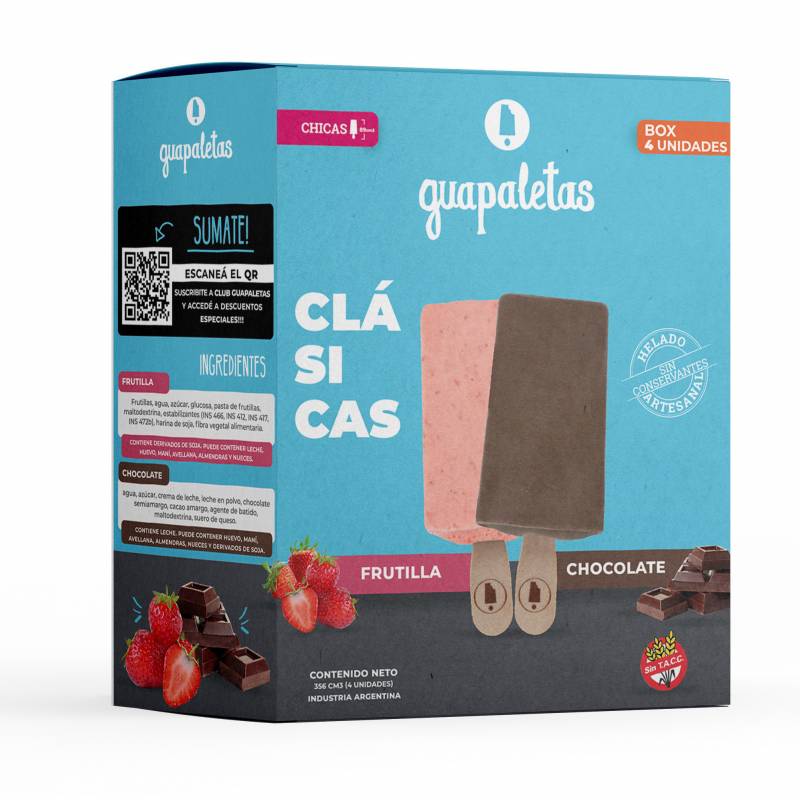 guapaletas
SUMATE!
ESCANEÁ EL QR
SUSCRIBITE A CLUB GUAPALETAS
Y ACCEDÉ A DESCUENTOS
ESPECIALES!!!
INGREDIENTES
FRUTILLA
Frutillas, agua, azúcar, glucosa, pasta de frutillas,
maltodextrina, estabilizantes (INS 466, INS 412, INS 417,
INS 472b), harina de soja, fibra vegetal alimentaria.
CONTIENE DERIVADOS DE SOJA. PUEDE CONTENER LECHE,
HUEVO, MANÍ, AVELLANA, ALMENDRAS Y NUECES.
CHOCOLATE
agua, azúcar, crema de leche, leche en polvo, chocolate
semiamargo, cacao amargo, agente de batido,
maltodextrina, suero de queso.
CONTIENE LECHE. PUEDE CONTENER HUEVO, MANÍ,
AVELLANA, ALMENDRAS, NUECES Y DERIVADOS DE SOJA.
CHICAS
BOX
4 UNIDADES
guapaletas
CLÁ
SI
CAS
HELADO
SIN
CONSERVANTES
ARTESANAL
FRUTILLA
CHOCOLATE
CONTENIDO NETO
356 CM3 (4 UNIDADES)
INDUSTRIA ARGENTINA
Sin T.A.C.C.